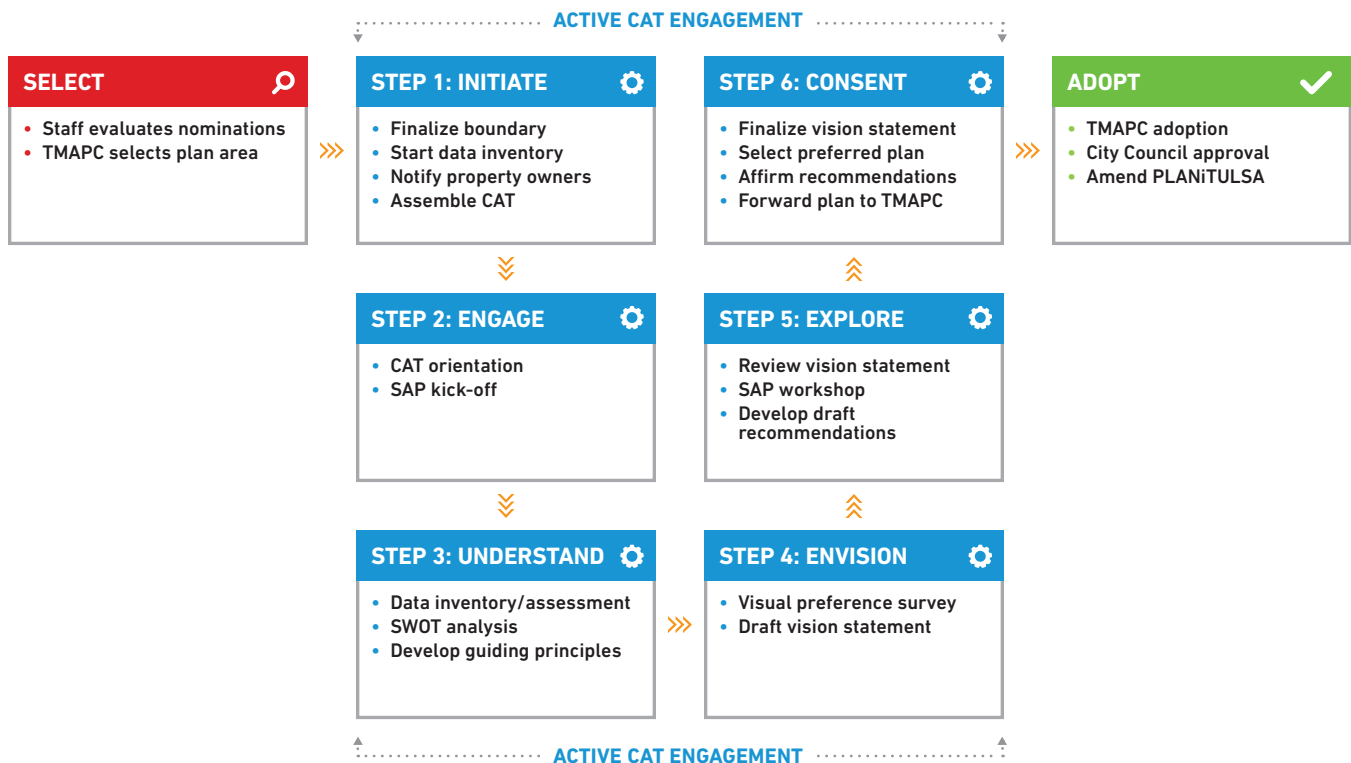 ACTIVE CAT ENGAGEMENT
SELECT
• Staff evaluates nominations
• TMAPC selects plan area
STEP 1: INITIATE
• Finalize boundary
• Start data inventory
• Notify property owners
• Assemble CAT
STEP 2: ENGAGE
• CAT orientation
• SAP kick-off
STEP 3: UNDERSTAND
• Data inventory/assessment
• SWOT analysis
• Develop guiding principles
STEP 4: ENVISION
• Visual preference survey
• Draft vision statement
STEP 5: EXPLORE
• Review vision statement
• SAP workshop
• Develop draft
recommendations
STEP 6: CONSENT
• Finalize vision statement
• Select preferred plan
• Affirm recommendations
• Forward plan to TMAPC
ADOPT
• TMAPC adoption
• City Council approval
• Amend PLANiTULSA
ACTIVE CAT ENGAGEMENT